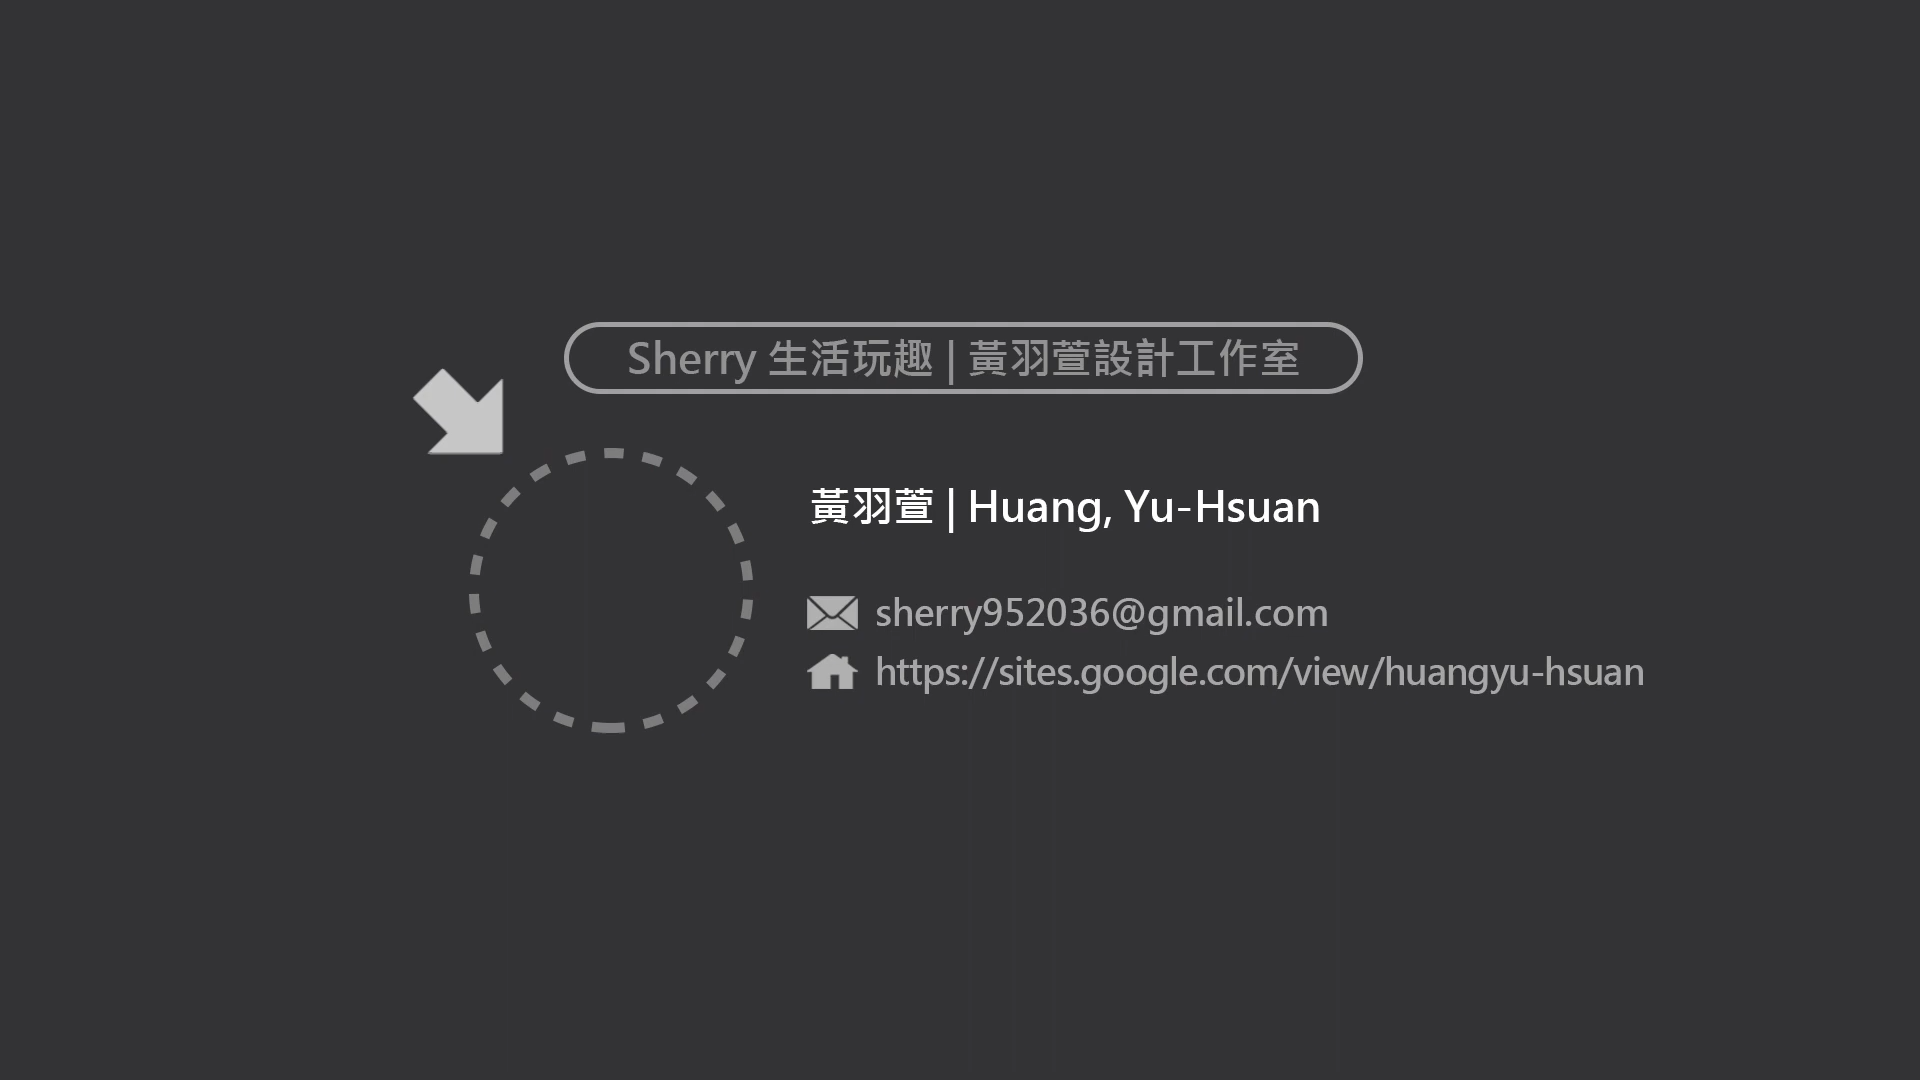 Sherry 生活玩趣 | 黃羽萱設計工作室
黃羽萱 | Huang, Yu-Hsuan
sherry952036@gmail.com
https://sites.google.com/view/huangyu-hsuan